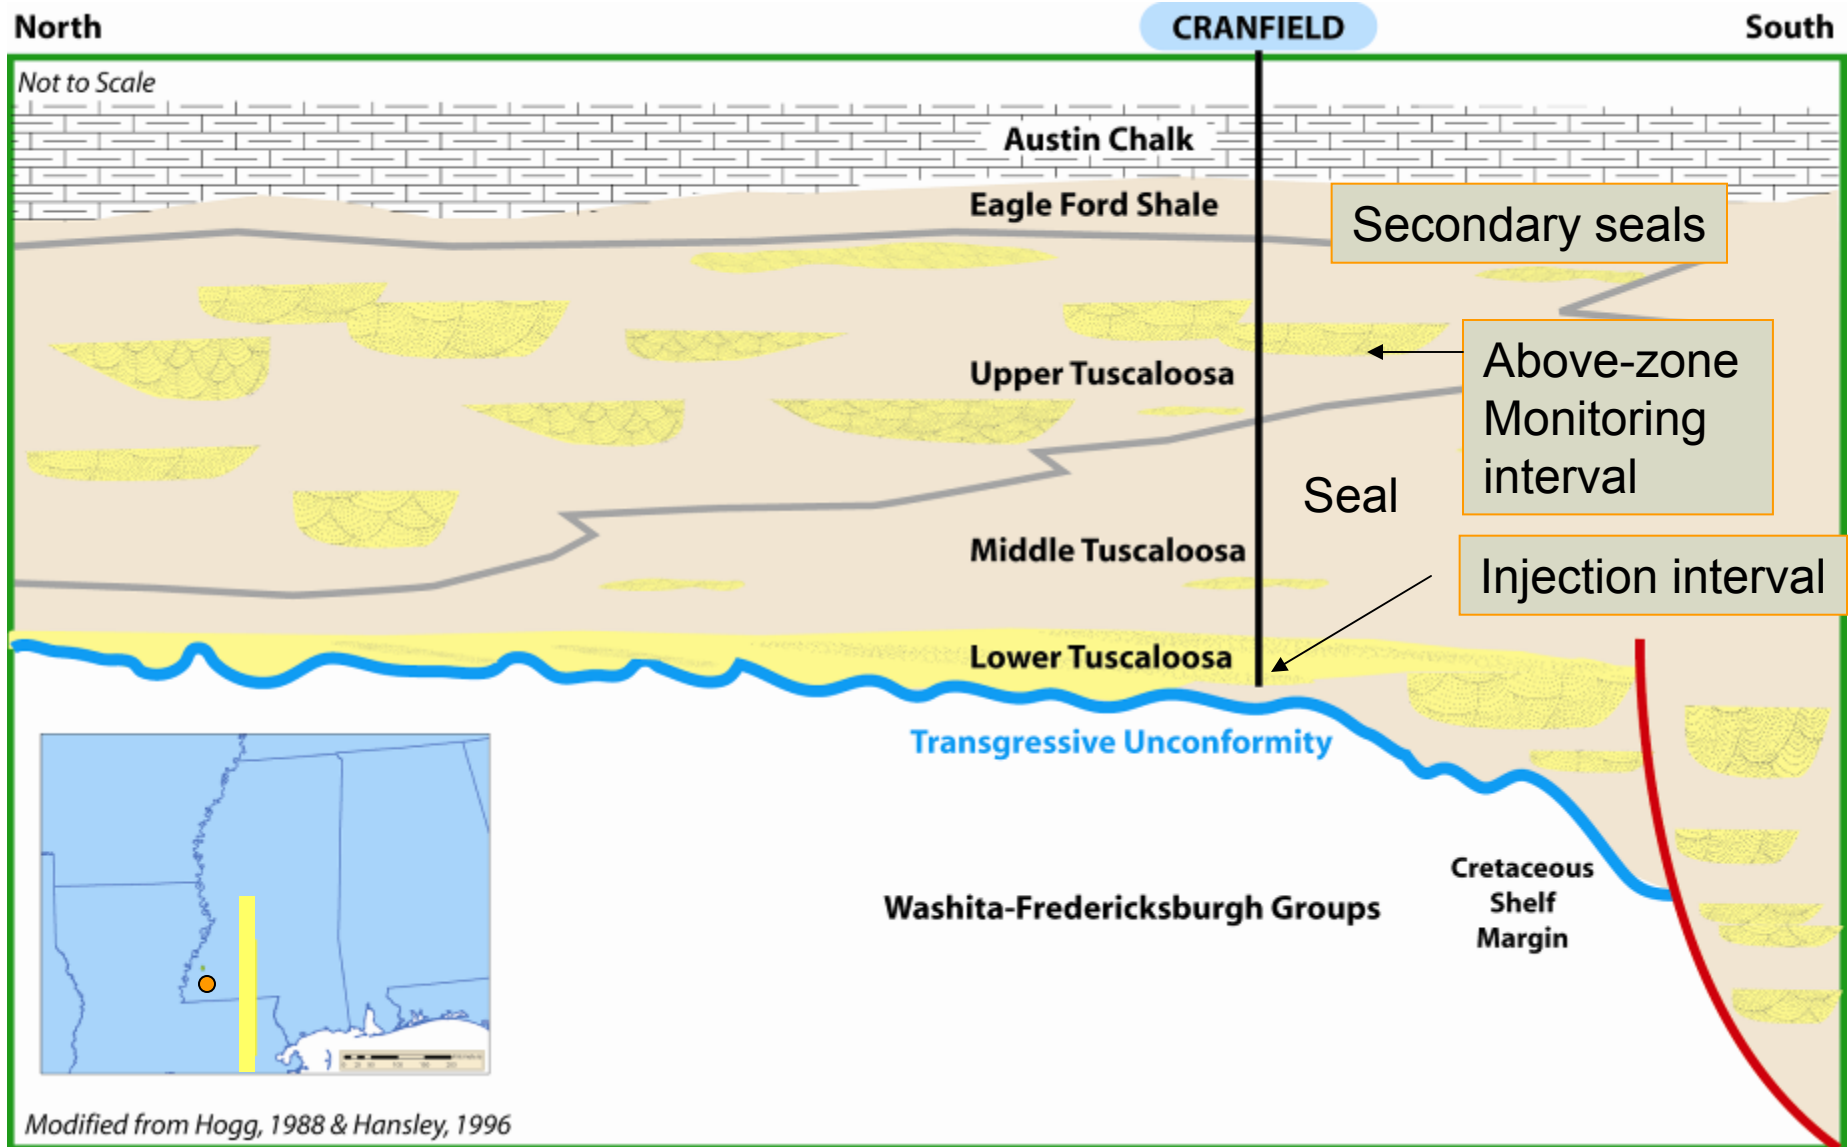 North
CRANFIELD
South
Not to Scale
Austin Chalk
Eagle Ford Shale
Secondary seals
Above-zone
Monitoring
interval
Upper Tuscaloosa
Seal
Middle Tuscaloosa
Injection interval
Lower Tuscaloosa
Transgressive Unconformity
Cretaceous
Shelf
Margin
Washita-Fredericksburgh Groups
Modified from Hogg, 1988 & Hansley, 1996